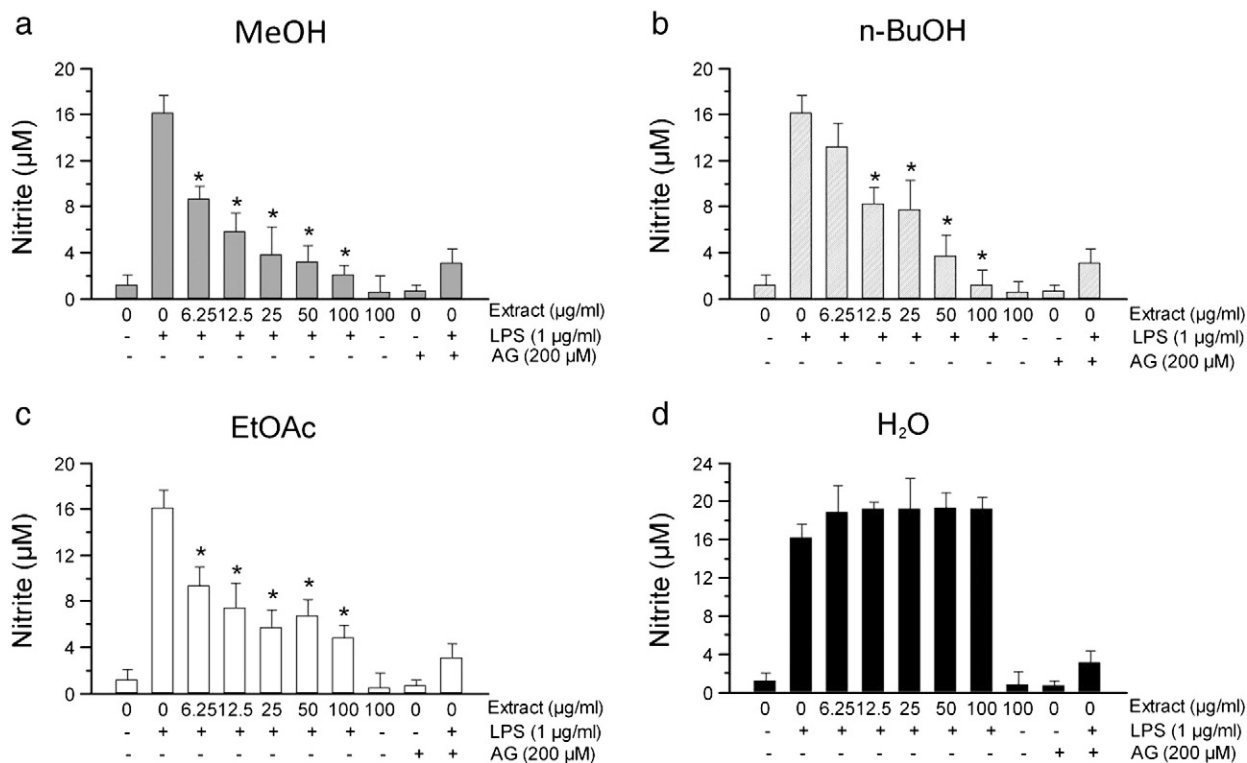 a
MeOH
20
16
12
8
4
0
Nitrite (µM)
* * * * *
0 0 6.25 12.5 25 50 100 100 0 0 Extract (µg/ml)
- + + + + + + - - + LPS (1 µg/ml)
- - - - - - - - + + AG (200 µM)
b
n-BuOH
20
16
12
8
4
0
Nitrite (µM)
* * * *
0 0 6.25 12.5 25 50 100 100 0 0 Extract (µg/ml)
- + + + + + + - - + LPS (1 µg/ml)
- - - - - - - - + + AG (200 µM)
c
EtOAc
20
16
12
8
4
0
Nitrite (µM)
* * * * *
0 0 6.25 12.5 25 50 100 100 0 0 Extract (µg/ml)
- + + + + + + - - + LPS (1 µg/ml)
- - - - - - - - + + AG (200 µM)
d
H₂O
24
20
16
12
8
4
0
Nitrite (µM)
0 0 6.25 12.5 25 50 100 100 0 0 Extract (µg/ml)
- + + + + + + - - + LPS (1 µg/ml)
- - - - - - - - + + AG (200 µM)